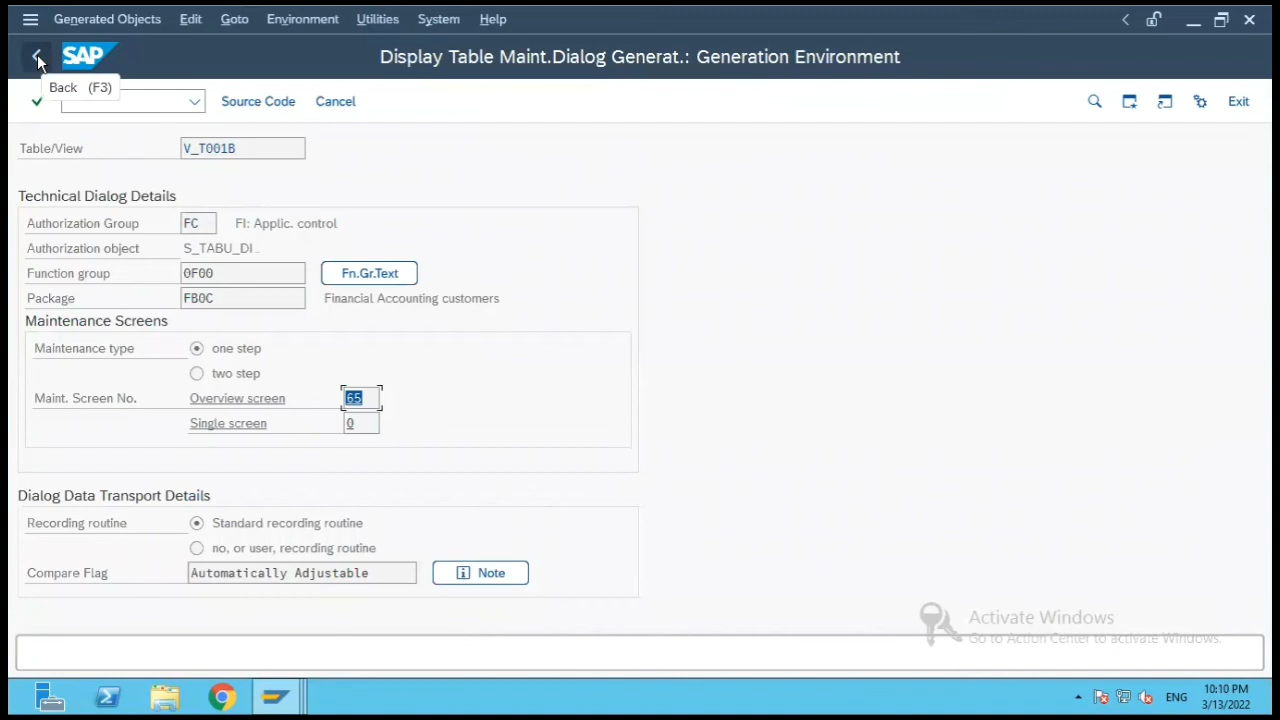 Generated Objects Edit Goto Environment Utilities System Help
SAP Display Table Maint.Dialog Generat.: Generation Environment
Back (F3)
Source Code Cancel Exit
Table/View V_T001B
Technical Dialog Details
Authorization Group FC FI: Applic. control
Authorization object S_TABU_DI..
Function group 0F00 Fn.Gr.Text
Package FB0C Financial Accounting customers
Maintenance Screens
Maintenance type one step
two step
Maint. Screen No. Overview screen 65
Single screen 0
Dialog Data Transport Details
Recording routine Standard recording routine
no, or user, recording routine
Compare Flag Automatically Adjustable Note
Activate Windows
Go to Action Center to activate Windows.
ENG 10:10 PM
3/13/2022